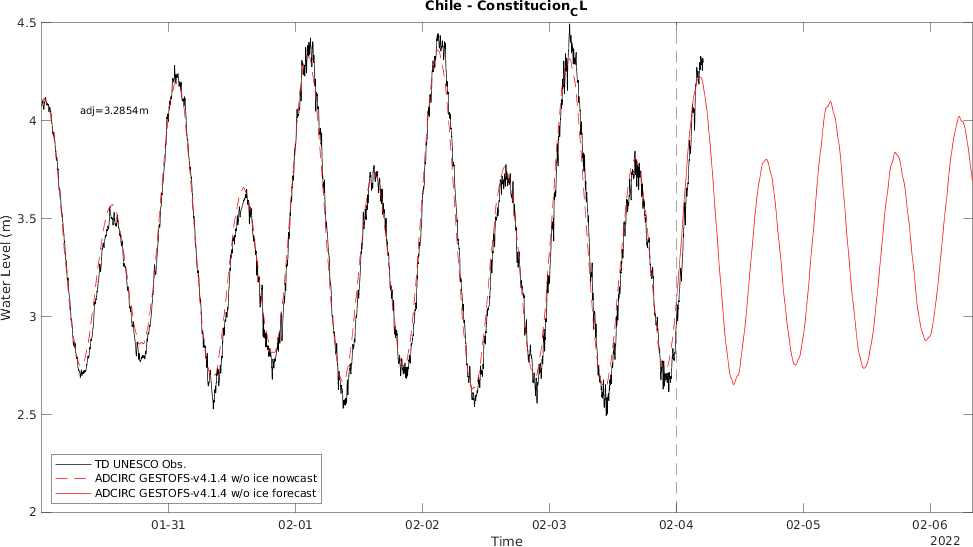 Chile - Constitucion_CL
4.5
4
3.5
3
2.5
2
Water Level (m)
adj=3.2854m
TD UNESCO Obs.
ADCIRC GESTOFS-v4.1.4 w/o ice nowcast
ADCIRC GESTOFS-v4.1.4 w/o ice forecast
01-31 02-01 02-02 02-03 02-04 02-05 02-06
Time 2022